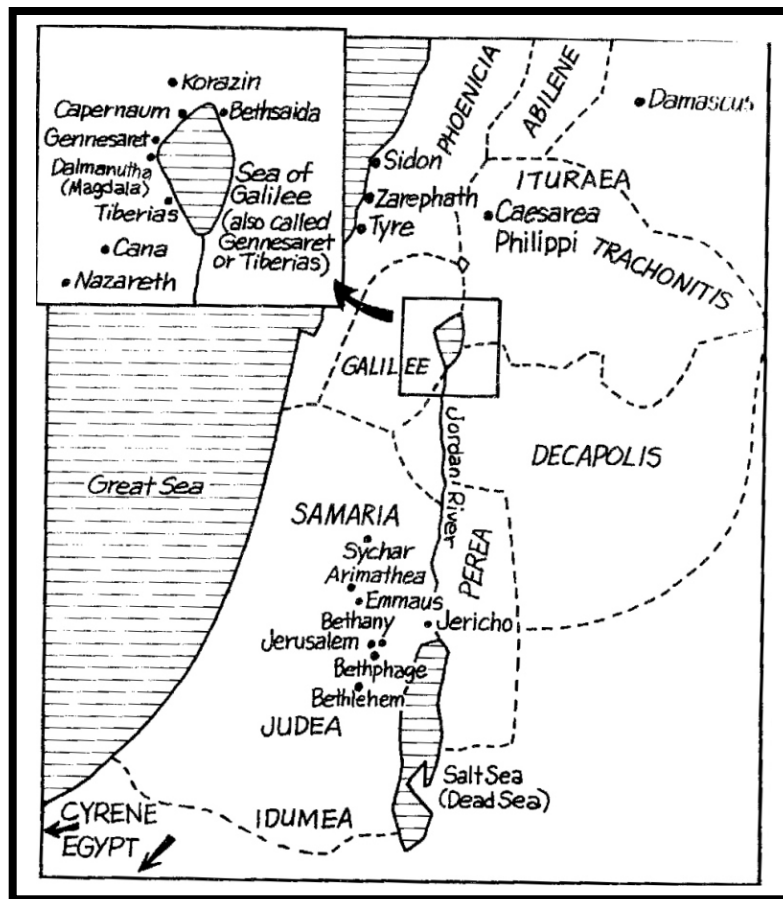 Korazin
Capernaum
Bethsaida
Gennesaret
Dalmanutha
(Magdala)
Tiberias
Cana
Nazareth
Sea of
Galilee
(also called
Gennesaret
or Tiberias)
PHOENICIA
ABILENE
Damascus
Sidon
Zarephath
Tyre
ITURAEA
Caesarea
Philippi
TRACHONITIS
GALILEE
Jordan River
DECAPOLIS
Great Sea
SAMARIA
Sychar
Arimathea
Emmaus
PEREA
Bethany
Jericho
Jerusalem
Bethphage
Bethlehem
JUDEA
Salt Sea
(Dead Sea)
IDUMEA
CYRENE
EGYPT